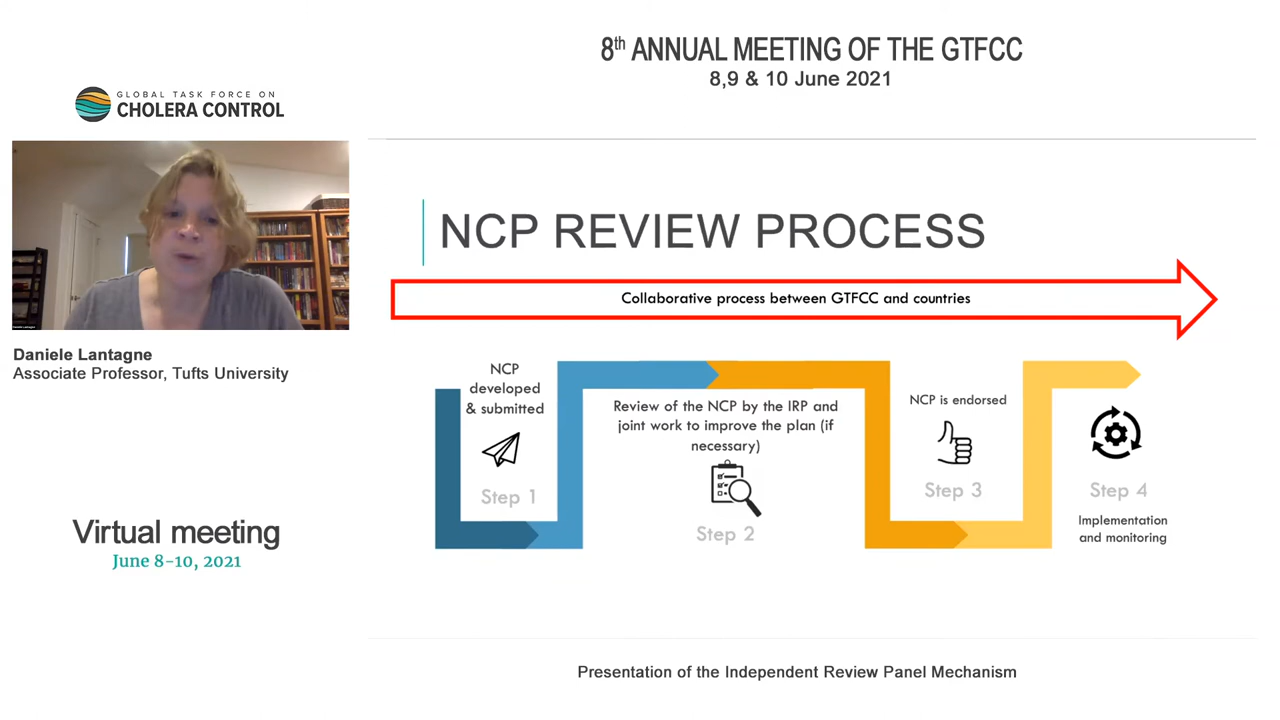 8th ANNUAL MEETING OF THE GTFCC
8,9 & 10 June 2021
GLOBAL TASK FORCE ON
CHOLERA CONTROL
Daniele Lantagne
Daniele Lantagne
Associate Professor, Tufts University
Virtual meeting
June 8-10, 2021
NCP REVIEW PROCESS
Collaborative process between GTFCC and countries
NCP
developed
& submitted
Step 1
Review of the NCP by the IRP and
joint work to improve the plan (if
necessary)
Step 2
NCP is endorsed
Step 3
Step 4
Implementation
and monitoring
Presentation of the Independent Review Panel Mechanism